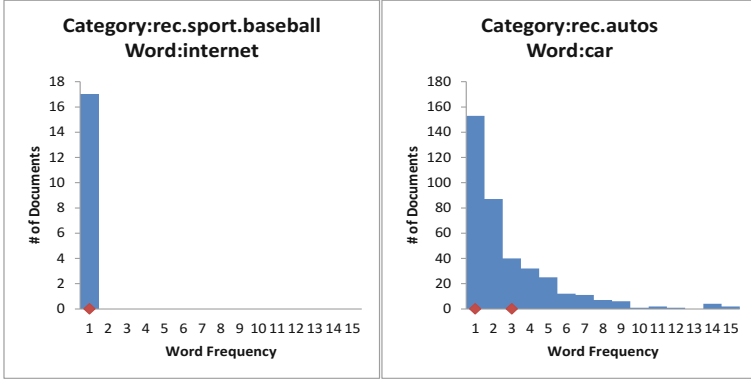 Category:rec.sport.baseball
Word:internet
18
16
14
12
10
8
6
4
2
0
# of Documents
1 2 3 4 5 6 7 8 9 10 11 12 13 14 15
Word Frequency
Category:rec.autos
Word:car
180
160
140
120
100
80
60
40
20
0
# of Documents
1 2 3 4 5 6 7 8 9 10 11 12 13 14 15
Word Frequency